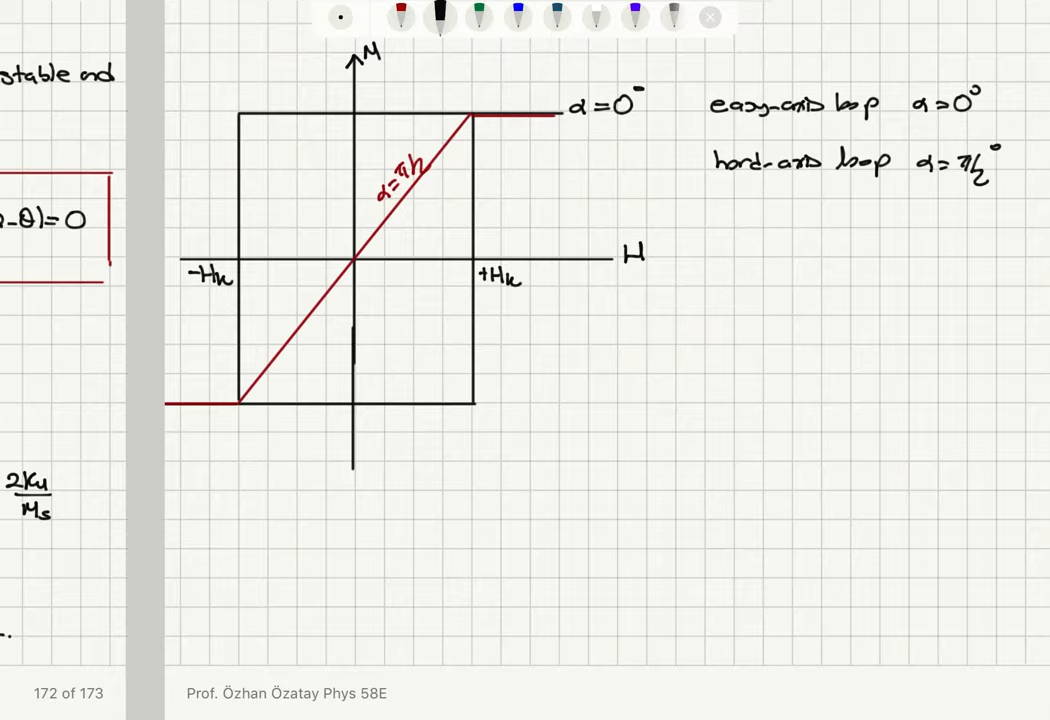 stable and
-θ)=0
2Ku
Ms
M
α=0
α=π/2
H
-Hk
+Hk
easy-axis loop α=0°
hard-axis loop α=π/2°
172 of 173
Prof. Özhan Özatay Phys 58E